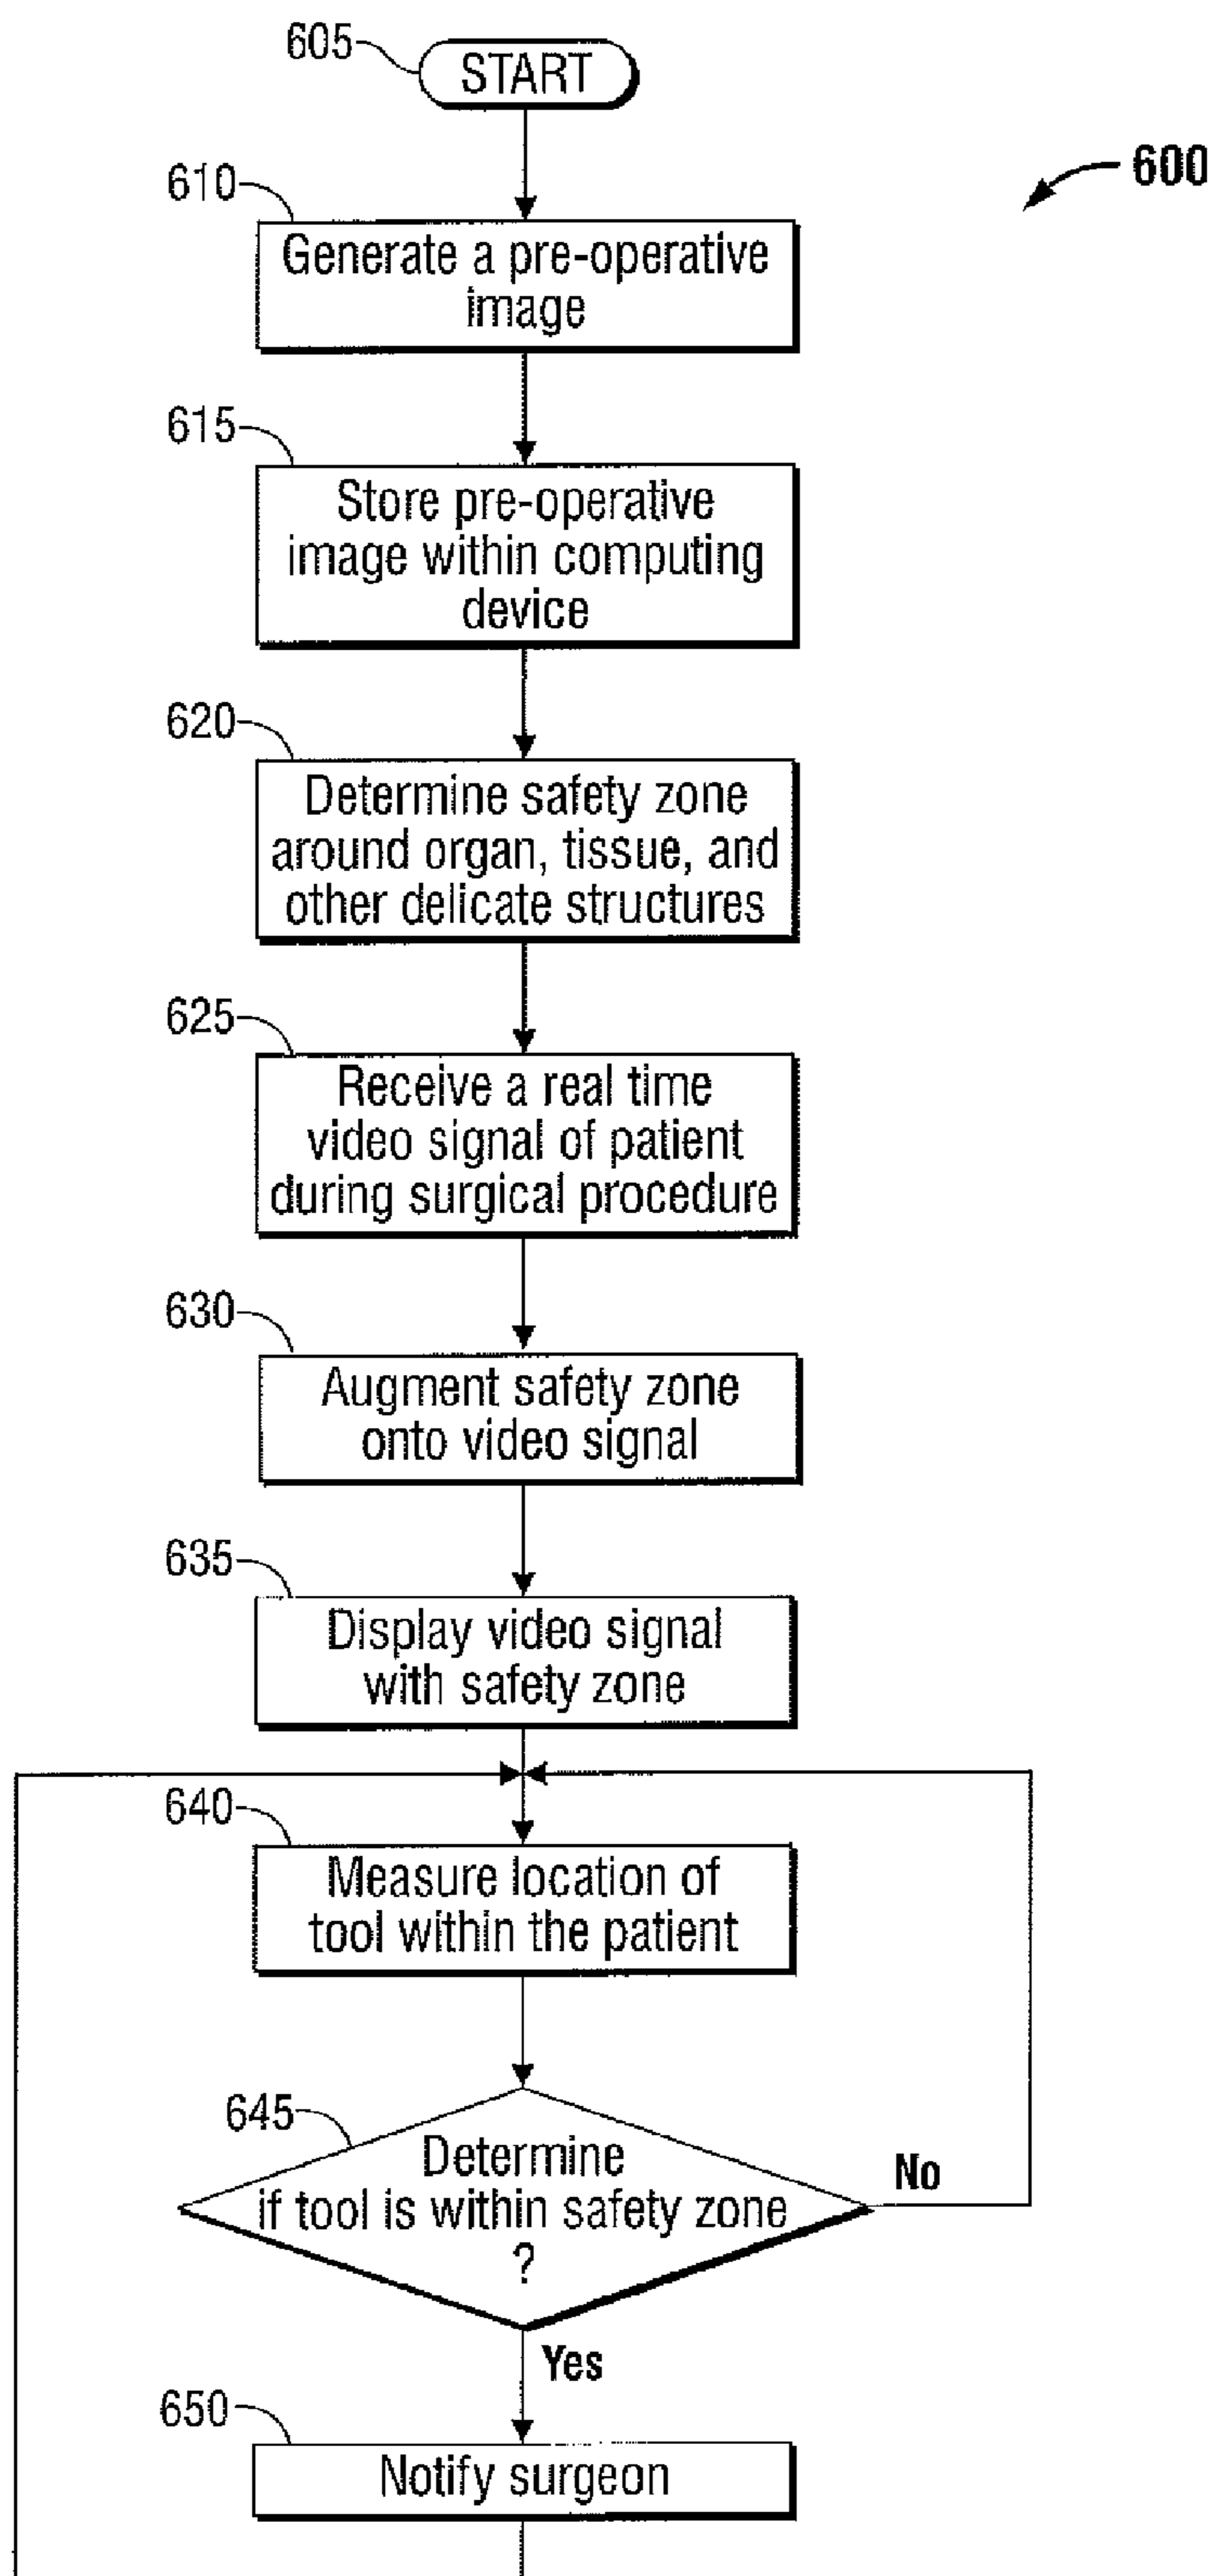 605
START
600
610
Generate a pre-operative
image
615
Store pre-operative
image within computing
device
620
Determine safety zone
around organ, tissue, and
other delicate structures
625
Receive a real time
video signal of patient
during surgical procedure
630
Augment safety zone
onto video signal
635
Display video signal
with safety zone
640
Measure location of
tool within the patient
645
Determine
if tool is within safety zone
?
No
Yes
650
Notify surgeon